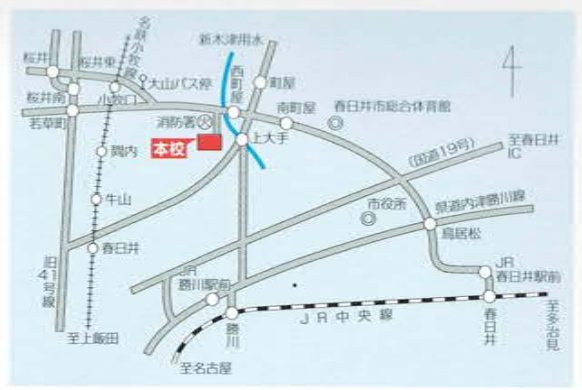 名鉄小牧線
新木津用水
桜井
桜井東
大山バス停
西町屋
町屋
桜井南
小牧口
南町屋
春日井市総合体育館
若草町
消防署
上大手
本校
(国道19号)
至春日井IC
間内
牛山
市役所
県道内津勝川線
鳥居松
春日井
旧41号線
JR勝川駅前
JR春日井駅前
JR中央線
勝川
春日井
至多治見
至上飯田
至名古屋